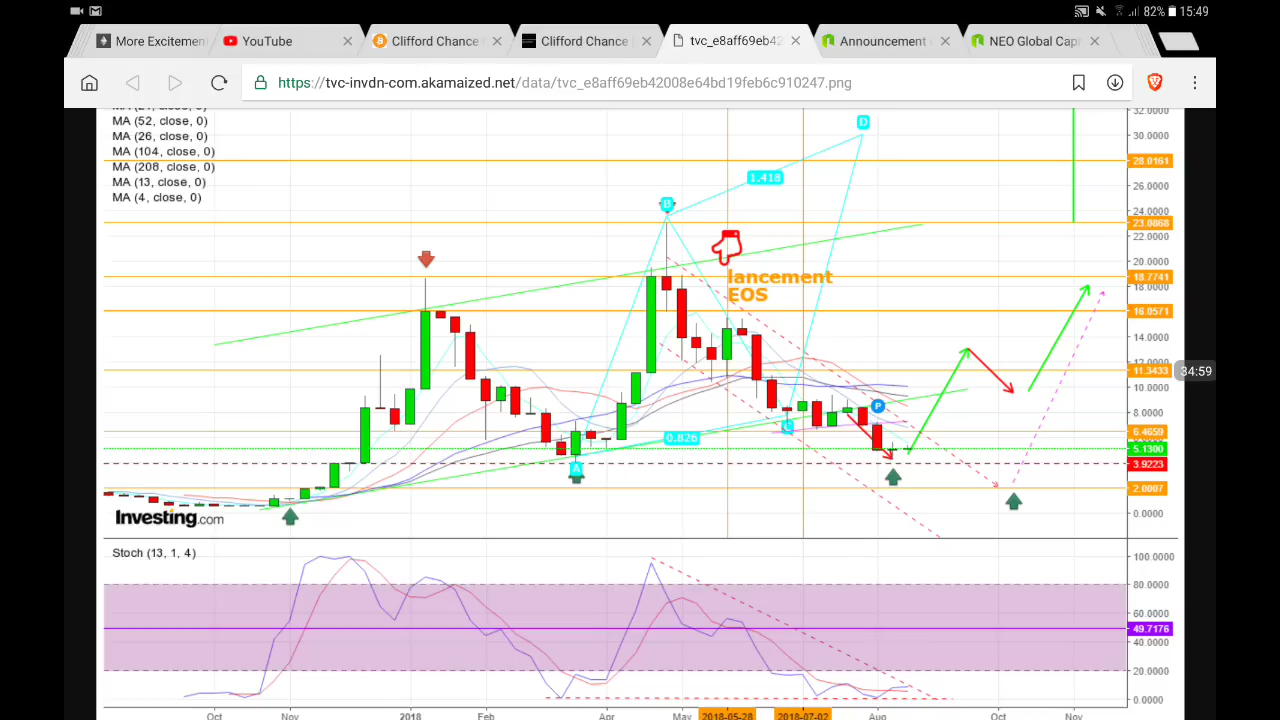 82% 15:49
More Excitemen
YouTube
Clifford Chance
Clifford Chance |
tvc_e8aff69eb42
Announcement
NEO Global Cap
https://tvc-invdn-com.akamaized.net/data/tvc_e8aff69eb42008e64bd19feb6c910247.png
MA (52, close, 0)
MA (26, close, 0)
MA (104, close, 0)
MA (208, close, 0)
MA (13, close, 0)
MA (4, close, 0)
32.0000
30.0000
28.0161
26.0000
24.0000
23.0868
22.0000
20.0000
18.7741
18.0000
16.0571
14.0000
12.0000
11.3433
10.0000
8.0000
6.4659
5.1300
3.9223
2.0007
0.0000
D
1.418
B
lancement
EOS
34:59
P
C
0.826
A
Investing.com
Stoch (13, 1, 4)
100.0000
80.0000
60.0000
49.7176
40.0000
20.0000
0.0000
Oct Nov 2018 Feb Apr May 2018-05-28 2018-07-02 Aug Oct Nov